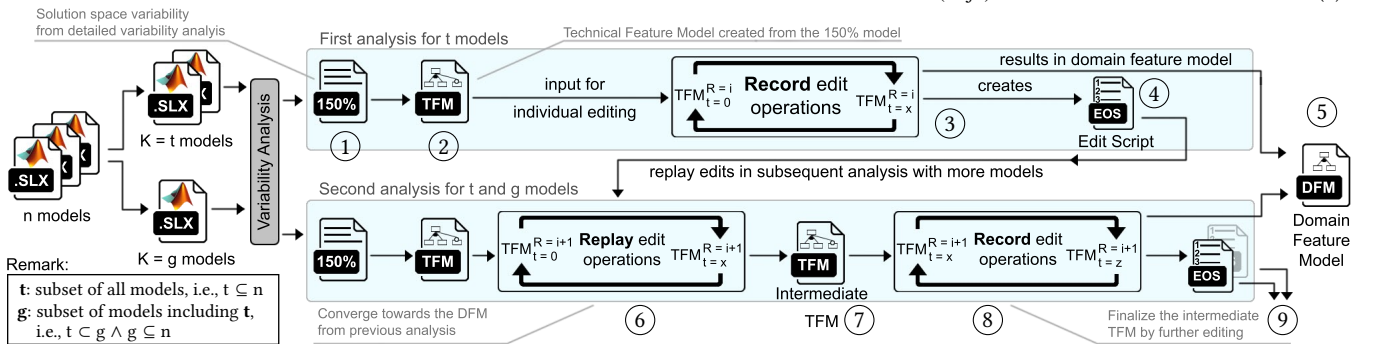 Solution space variability
from detailed variability analyis
First analysis for t models
Technical Feature Model created from the 150% model
.SLX
K = t models
.SLX
n models
.SLX
K = g models
Variability Analysis
150%
TFM
input for
individual editing
TFM R = i t = 0
Record edit
operations
TFM R = i t = x
creates
results in domain feature model
1
2
3
EOS
Edit Script
①
②
③
④
⑤
replay edits in subsequent analysis with more models
DFM
Domain
Feature
Model
Second analysis for t and g models
150%
TFM
TFM R = i+1 t = 0
Replay edit
operations
TFM R = i+1 t = x
TFM
Intermediate
TFM ⑦
TFM R = i+1 t = x
Record edit
operations
TFM R = i+1 t = z
1
2
3
EOS
Remark:
t: subset of all models, i.e., t ⊆ n
g: subset of models including t,
i.e., t ⊂ g ∧ g ⊆ n
Converge towards the DFM
from previous analysis
⑥
⑧
Finalize the intermediate
TFM by further editing
⑨